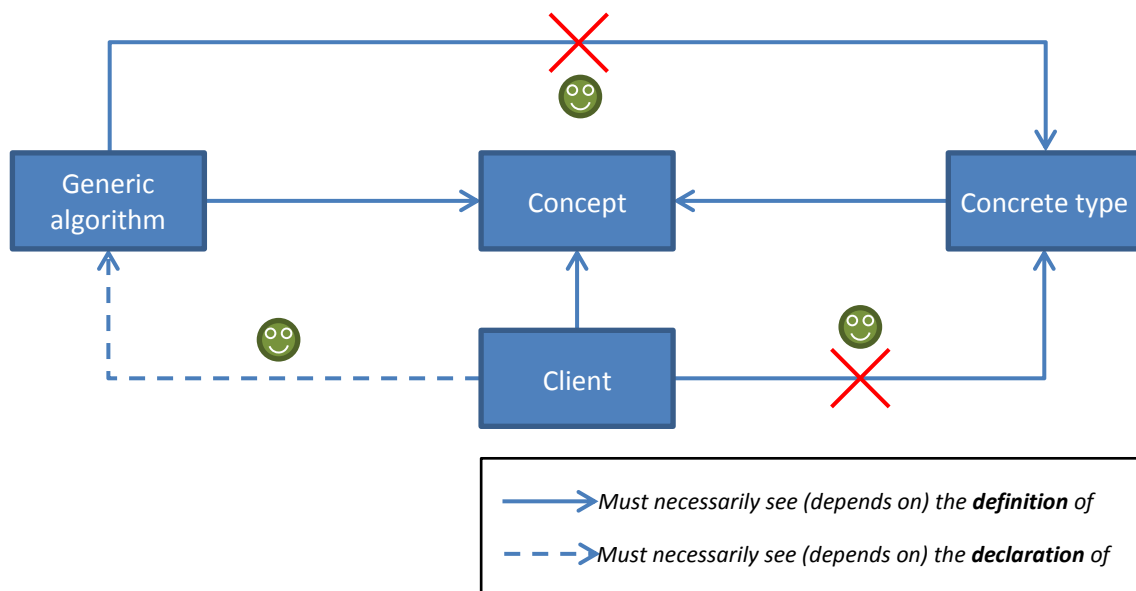 Generic
algorithm
Concept
Concrete type
Client
Must necessarily see (depends on) the definition of
Must necessarily see (depends on) the declaration of